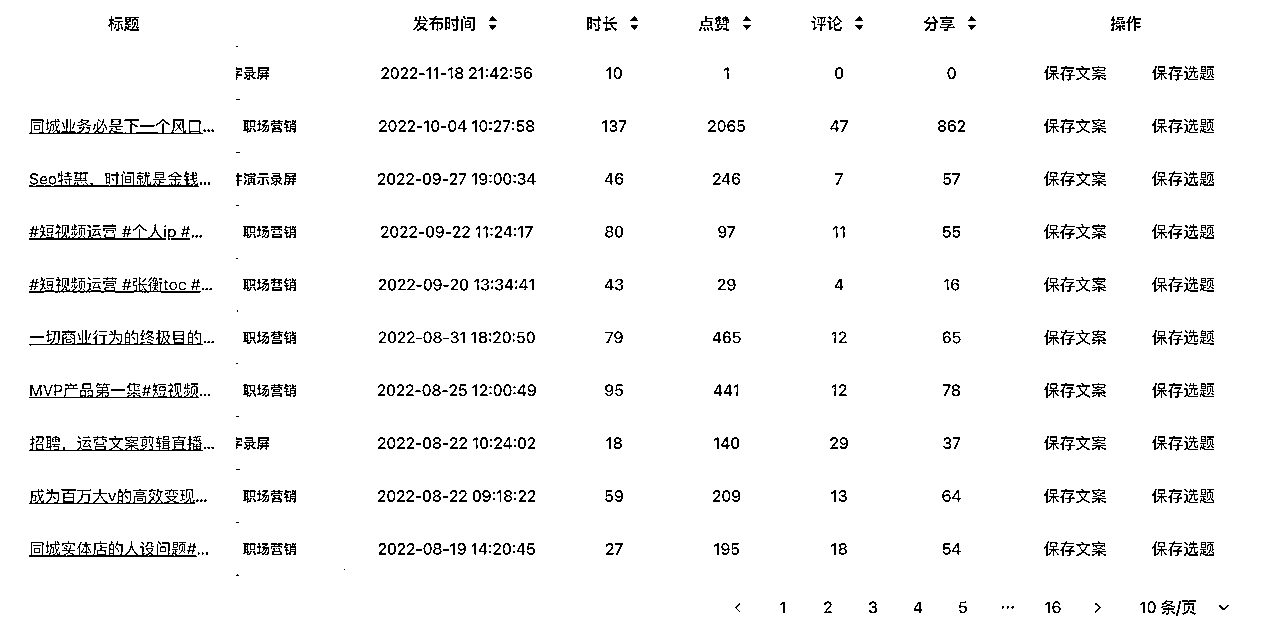 标题 发布时间 时长 点赞 评论 分享 操作
字录屏 2022-11-18 21:42:56 10 1 0 0 保存文案 保存选题
同城业务必是下一个风口... 职场营销 2022-10-04 10:27:58 137 2065 47 862 保存文案 保存选题
Seo特惠，时间就是金钱... 演示录屏 2022-09-27 19:00:34 46 246 7 57 保存文案 保存选题
#短视频运营 #个人ip #... 职场营销 2022-09-22 11:24:17 80 97 11 55 保存文案 保存选题
#短视频运营 #张衡toc #... 职场营销 2022-09-20 13:34:41 43 29 4 16 保存文案 保存选题
一切商业行为的终极目的... 职场营销 2022-08-31 18:20:50 79 465 12 65 保存文案 保存选题
MVP产品第一集#短视频... 职场营销 2022-08-25 12:00:49 95 441 12 78 保存文案 保存选题
招聘，运营文案剪辑直播... 字录屏 2022-08-22 10:24:02 18 140 29 37 保存文案 保存选题
成为百万大v的高效变现... 职场营销 2022-08-22 09:18:22 59 209 13 64 保存文案 保存选题
同城实体店的人设问题#... 职场营销 2022-08-19 14:20:45 27 195 18 54 保存文案 保存选题
1 2 3 4 5 ... 16 10 条/页